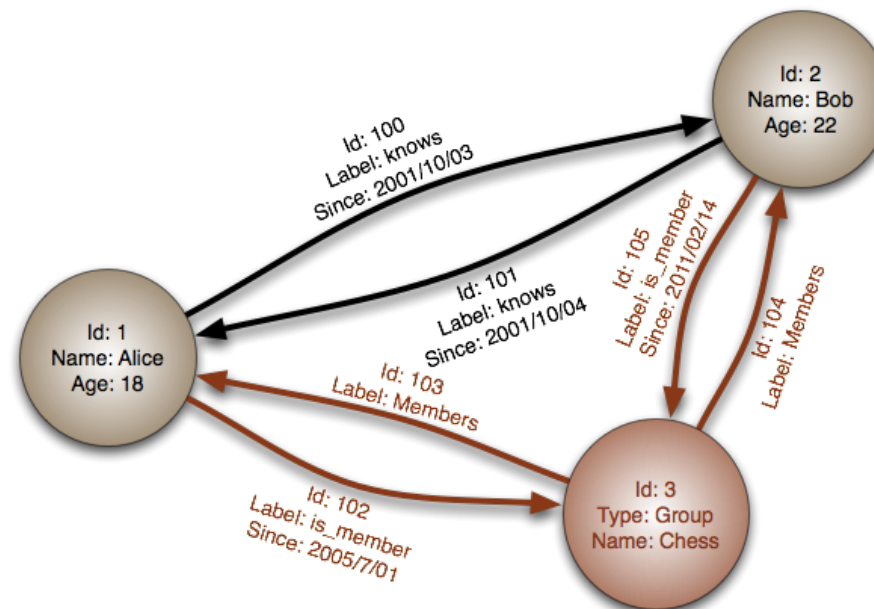 Id: 2
Name: Bob
Age: 22
Id: 100
Label: knows
Since: 2001/10/03
Id: 101
Label: knows
Since: 2001/10/04
Id: 105
Label: is_member
Since: 2011/02/14
Id: 104
Label: Members
Id: 1
Name: Alice
Age: 18
Id: 103
Label: Members
Id: 102
Label: is_member
Since: 2005/7/01
Id: 3
Type: Group
Name: Chess